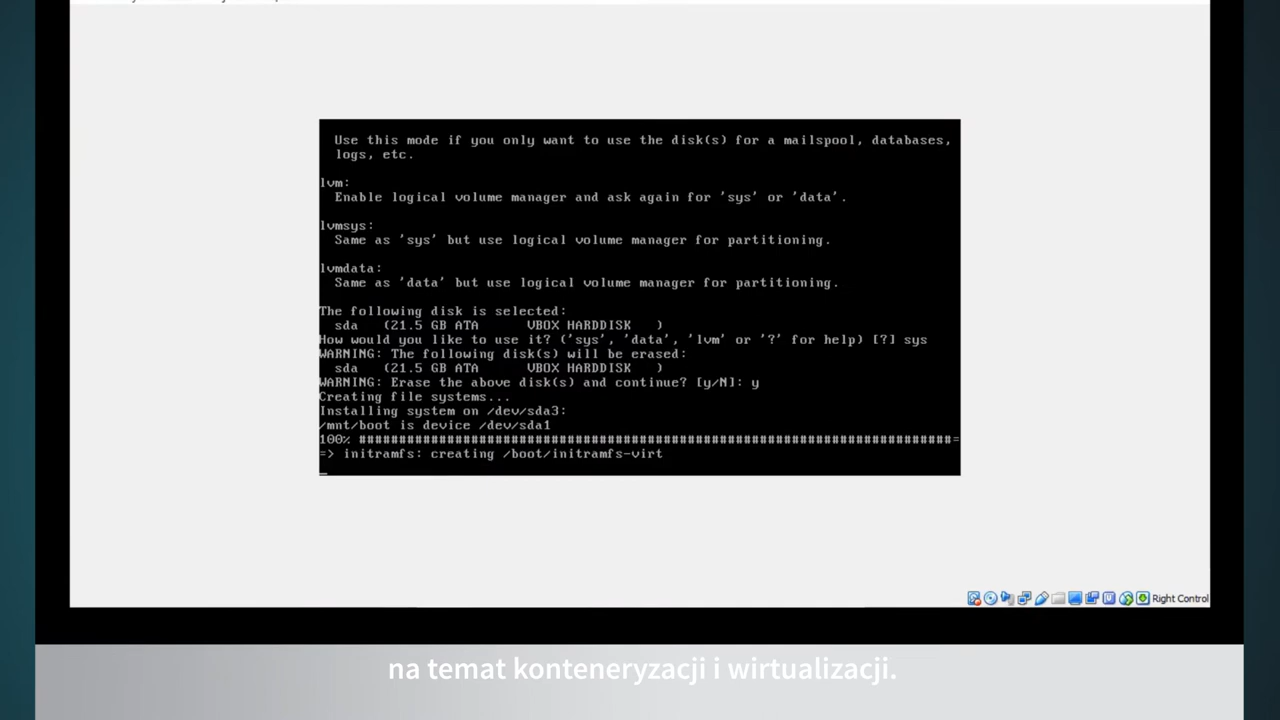 Use this mode if you only want to use the disk(s) for a mailspool, databases,
logs, etc.
lvm:
Enable logical volume manager and ask again for 'sys' or 'data'.
lvmsys:
Same as 'sys' but use logical volume manager for partitioning.
lvmdata:
Same as 'data' but use logical volume manager for partitioning.
The following disk is selected:
sda (21.5 GB ATA VBOX HARDDISK )
How would you like to use it? ('sys', 'data', 'lvm' or '?' for help) [?] sys
WARNING: The following disk(s) will be erased:
sda (21.5 GB ATA VBOX HARDDISK )
WARNING: Erase the above disk(s) and continue? [y/N]: y
Creating file systems...
Installing system on /dev/sda3:
/mnt/boot is device /dev/sda1
100% ##########################################################################=
=> initramfs: creating /boot/initramfs-virt
_
Right Control
na temat konteneryzacji i wirtualizacji.